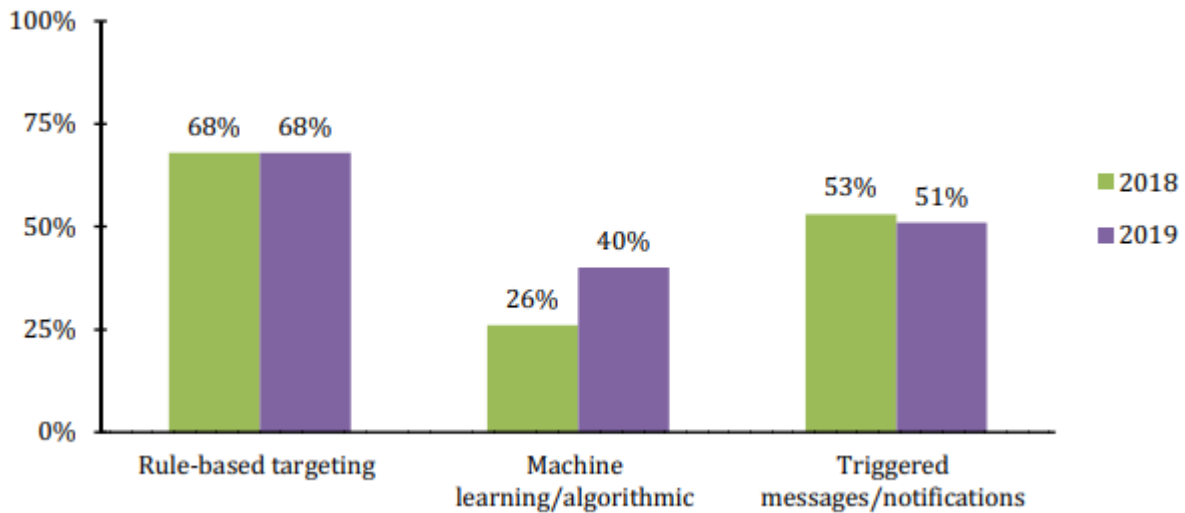 100%
75%
50%
25%
0%
68%
68%
26%
40%
53%
51%
Rule-based targeting
Machine
learning/algorithmic
Triggered
messages/notifications
2018
2019